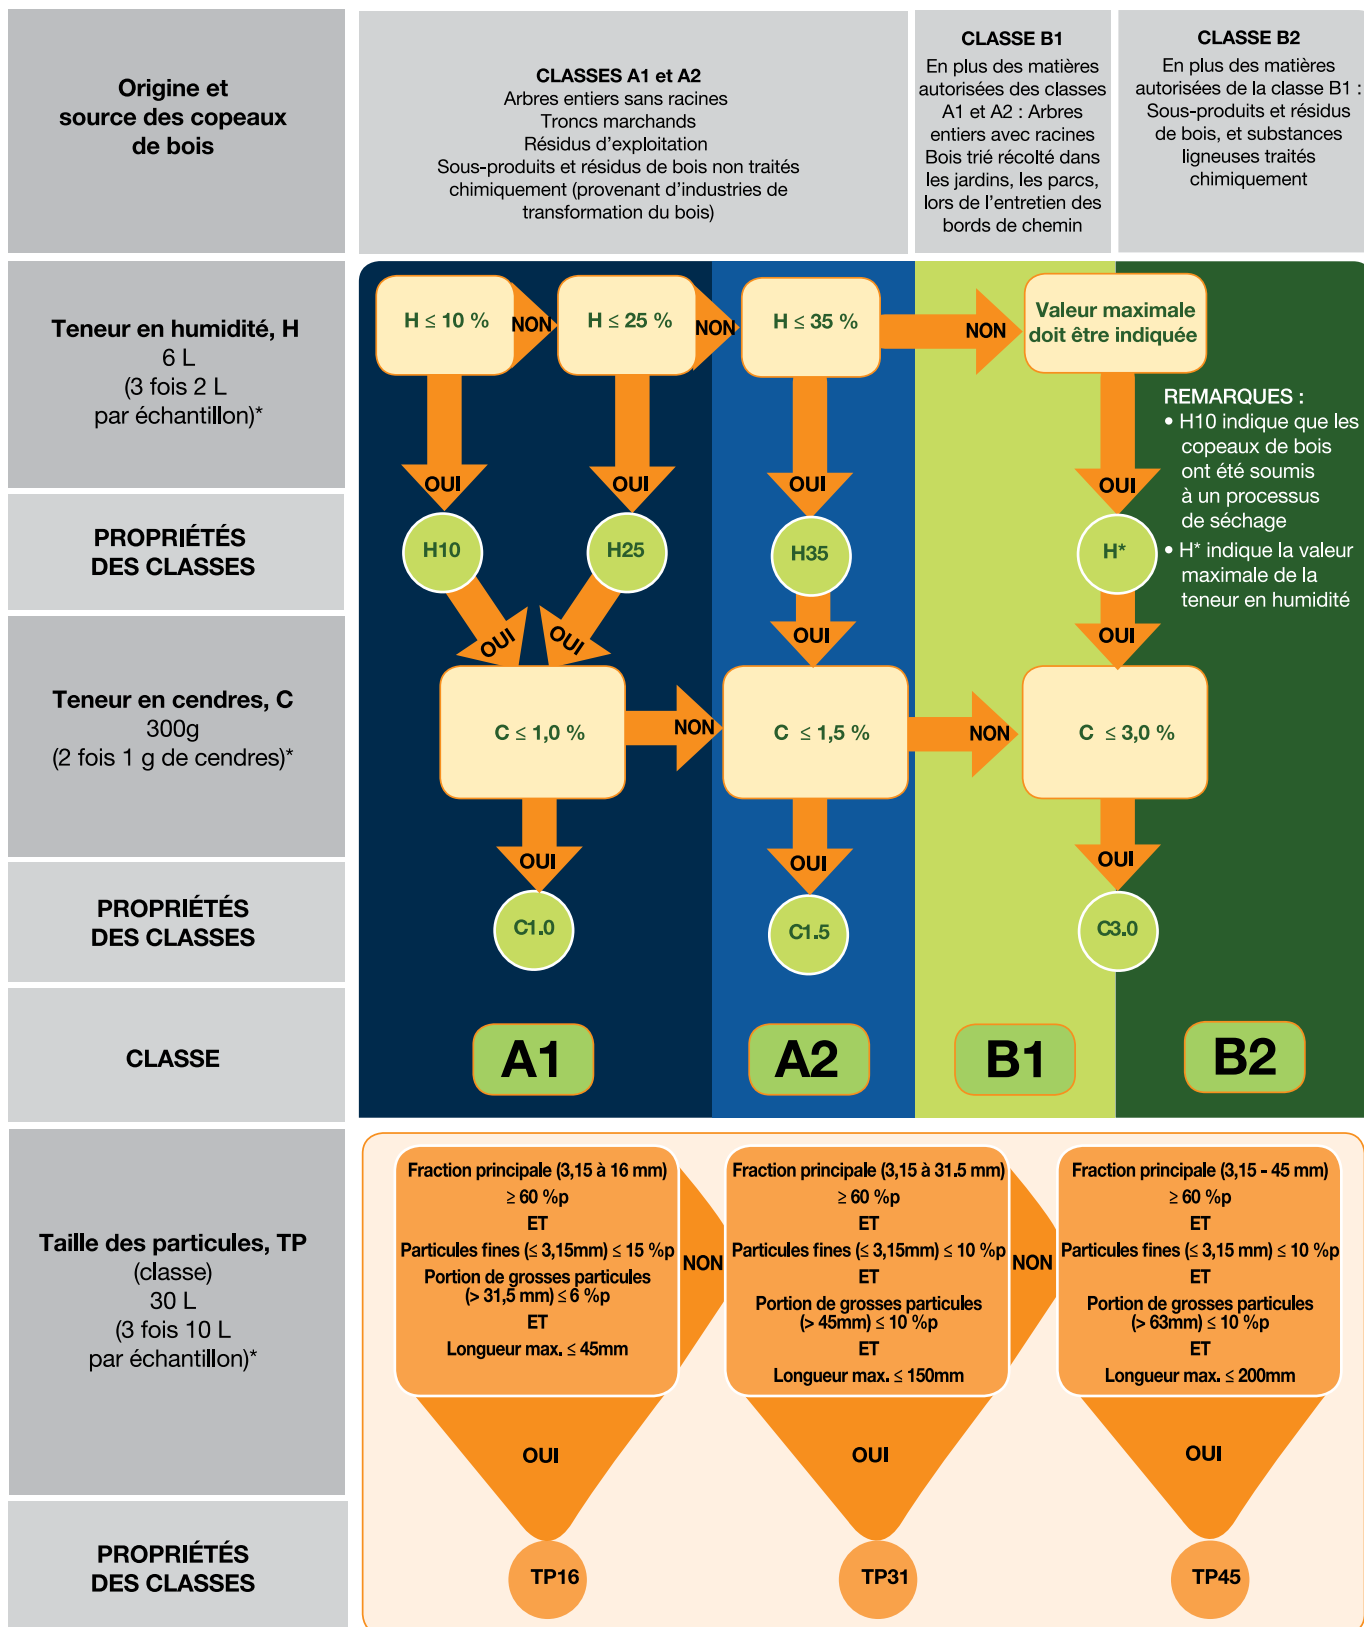 Origine et
source des copeaux
de bois
CLASSES A1 et A2
Arbres entiers sans racines
Troncs marchands
Résidus d'exploitation
Sous-produits et résidus de bois non traités
chimiquement (provenant d'industries de
transformation du bois)
CLASSE B1
En plus des matières
autorisées des classes
A1 et A2 : Arbres
entiers avec racines
Bois trié récolté dans
les jardins, les parcs,
lors de l'entretien des
bords de chemin
CLASSE B2
En plus des matières
autorisées de la classe B1 :
Sous-produits et résidus
de bois, et substances
ligneuses traités
chimiquement
Teneur en humidité, H
6 L
(3 fois 2 L
par échantillon)*
H ≤ 10 %
NON
H ≤ 25 %
NON
H ≤ 35 %
NON
Valeur maximale
doit être indiquée
OUI
OUI
OUI
OUI
REMARQUES :
• H10 indique que les
copeaux de bois
ont été soumis
à un processus
de séchage
• H* indique la valeur
maximale de la
teneur en humidité
PROPRIÉTÉS
DES CLASSES
H10
H25
H35
H*
OUI
OUI
OUI
OUI
Teneur en cendres, C
300g
(2 fois 1 g de cendres)*
C ≤ 1,0 %
NON
C ≤ 1,5 %
NON
C ≤ 3,0 %
OUI
OUI
OUI
PROPRIÉTÉS
DES CLASSES
C1.0
C1.5
C3.0
CLASSE
A1
A2
B1
B2
Taille des particules, TP
(classe)
30 L
(3 fois 10 L
par échantillon)*
Fraction principale (3,15 à 16 mm)
≥ 60 %p
ET
Particules fines (≤ 3,15mm) ≤ 15 %p
Portion de grosses particules
(> 31,5 mm) ≤ 6 %p
ET
Longueur max. ≤ 45mm
NON
Fraction principale (3,15 à 31.5 mm)
≥ 60 %p
ET
Particules fines (≤ 3,15mm) ≤ 10 %p
ET
Portion de grosses particules
(> 45mm) ≤ 10 %p
ET
Longueur max. ≤ 150mm
NON
Fraction principale (3,15 - 45 mm)
≥ 60 %p
ET
Particules fines (≤ 3,15 mm) ≤ 10 %p
ET
Portion de grosses particules
(> 63mm) ≤ 10 %p
ET
Longueur max. ≤ 200mm
OUI
OUI
OUI
PROPRIÉTÉS
DES CLASSES
TP16
TP31
TP45